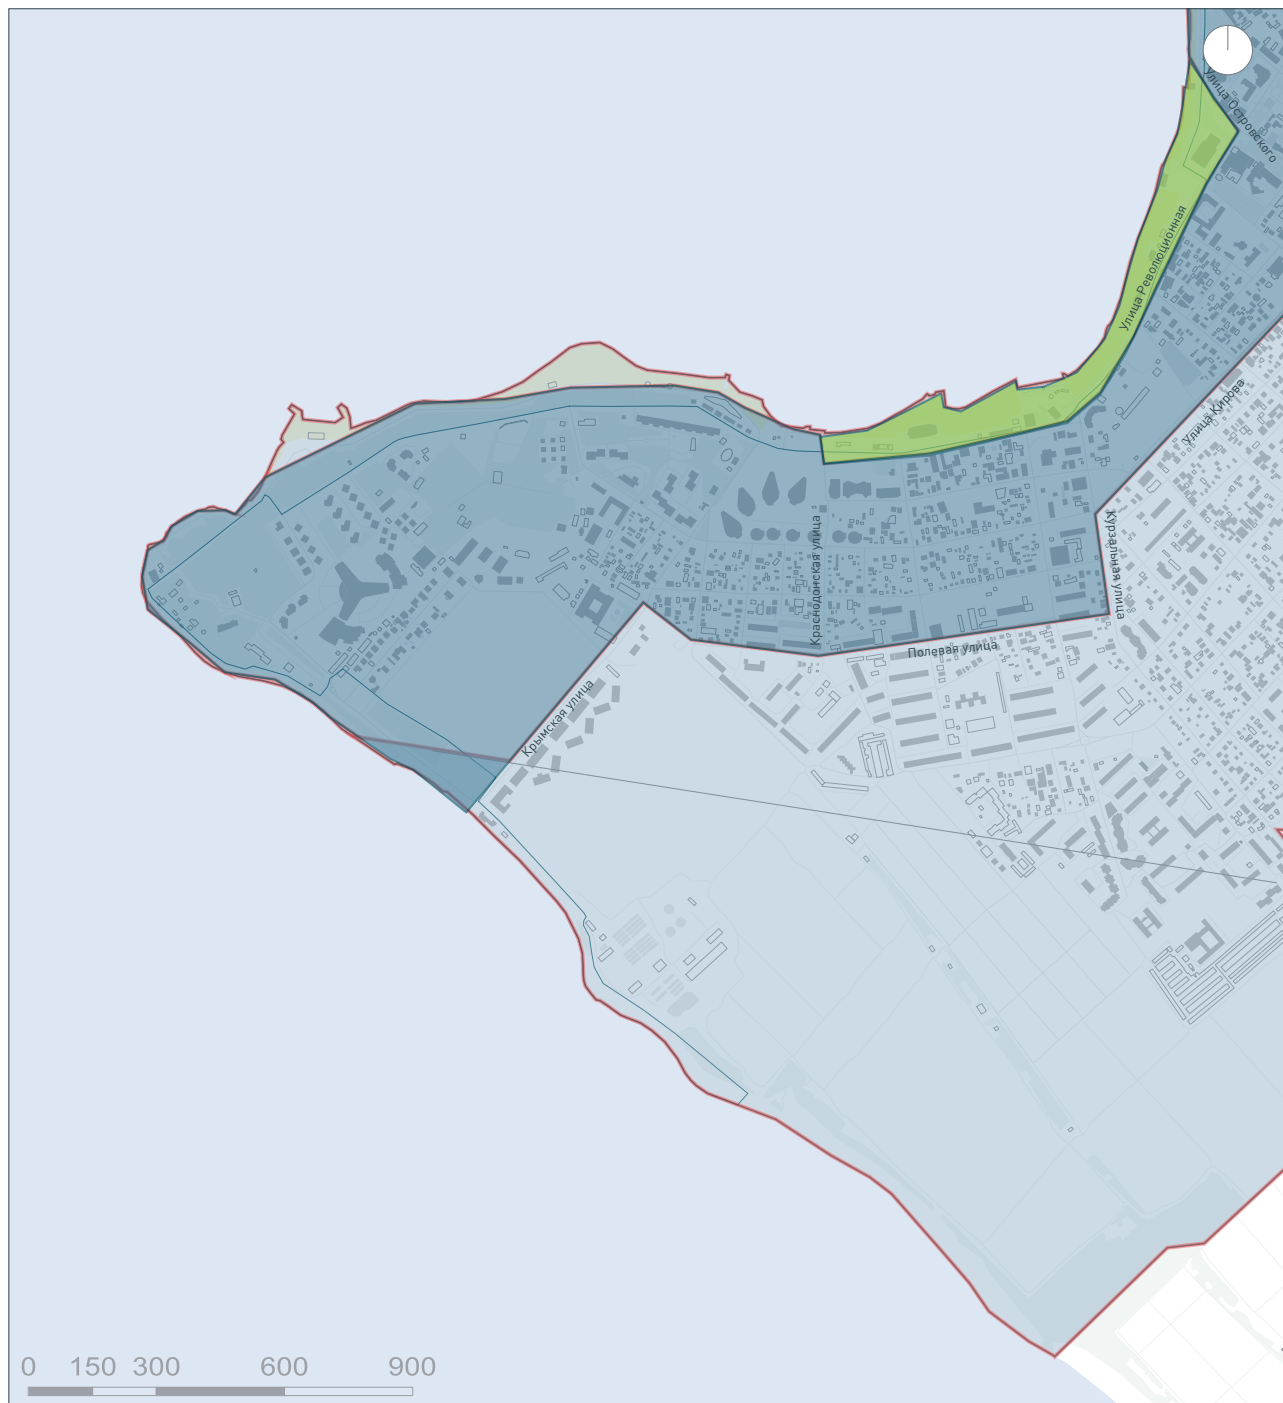 Улица Островского
Улица Революционная
Улица Кирова
Курзальная улица
Краснодонская улица
Полевая улица
Крымская улица
0 150 300 600 900